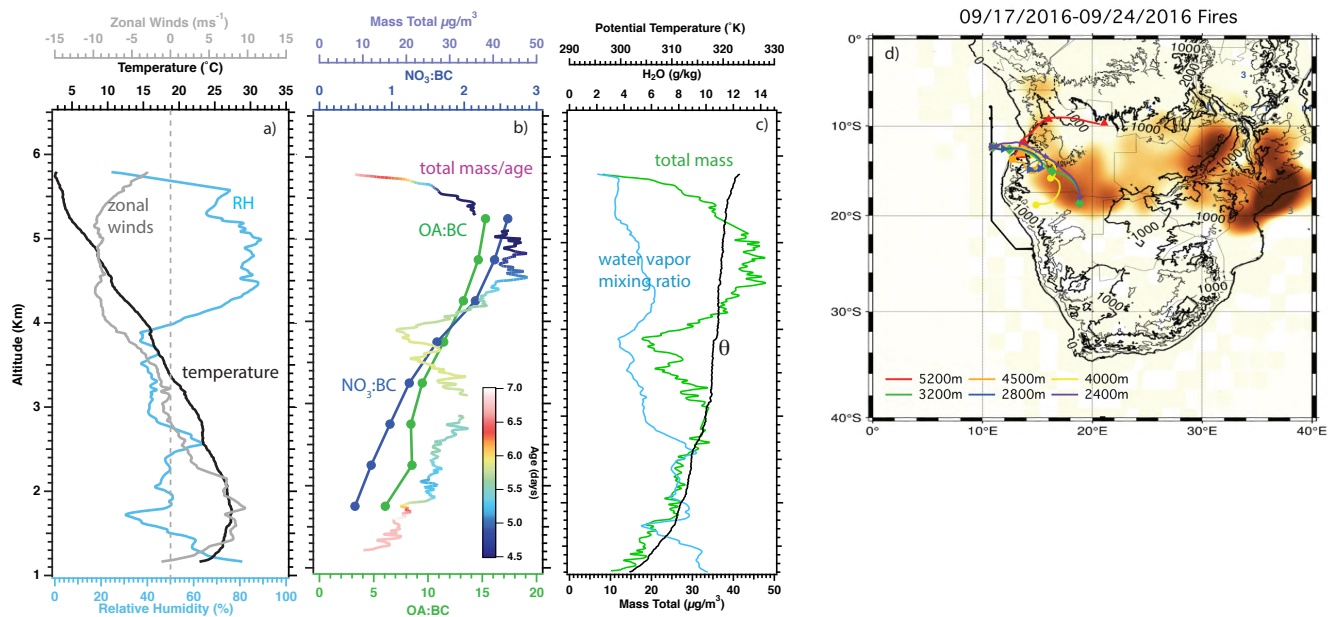 Zonal Winds (ms⁻¹)
-15 -10 -5 0 5 10 15
Temperature (˚C)
5 10 15 20 25 30 35
Mass Total µg/m³
0 10 20 30 40 50
NO₃:BC
0 1 2 3
Potential Temperature (˚K)
290 300 310 320 330
H₂O (g/kg)
2 4 6 8 10 12 14
09/17/2016-09/24/2016 Fires
a)
b)
c)
d)
Altitude (Km)
6
5
4
3
2
1
zonal
winds
RH
temperature
Relative Humidity (%)
0 20 40 60 80 100
total mass/age
OA:BC
NO₃:BC
7.0
6.5
6.0
5.5
5.0
4.5
Age (days)
0 5 10 15 20
OA:BC
total mass
water vapor
mixing ratio
θ
0 10 20 30 40 50
Mass Total (µg/m³)
0°
10°S
20°S
30°S
40°S
0°E 10°E 20°E 30°E 40°E
1000
1000
1000
1000
1000
1000
1000
1000
5200m 4500m 4000m
3200m 2800m 2400m